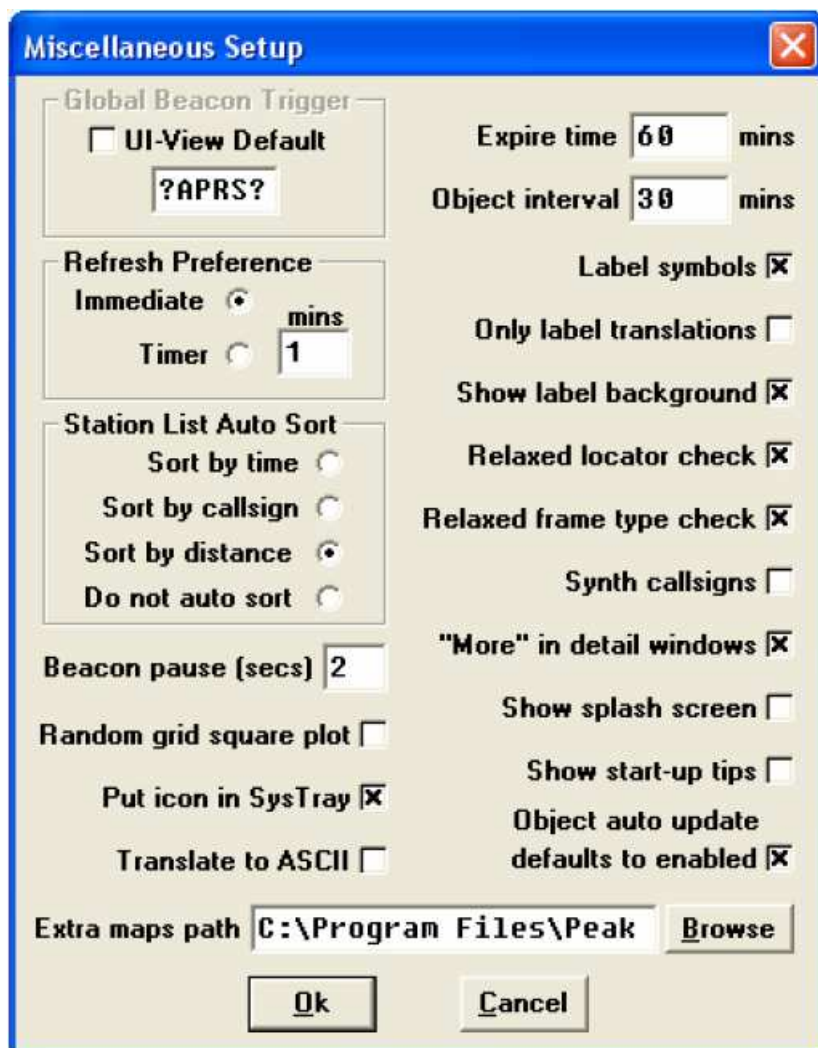 Miscellaneous Setup
Global Beacon Trigger
UI-View Default
?APRS?
Refresh Preference
Immediate
mins
Timer
1
Station List Auto Sort
Sort by time
Sort by callsign
Sort by distance
Do not auto sort
Beacon pause (secs) 2
Random grid square plot
Put icon in SysTray
Translate to ASCII
Expire time 60 mins
Object interval 30 mins
Label symbols
Only label translations
Show label background
Relaxed locator check
Relaxed frame type check
Synth callsigns
"More" in detail windows
Show splash screen
Show start-up tips
Object auto update
defaults to enabled
Extra maps path C:\Program Files\Peak Browse
Ok Cancel